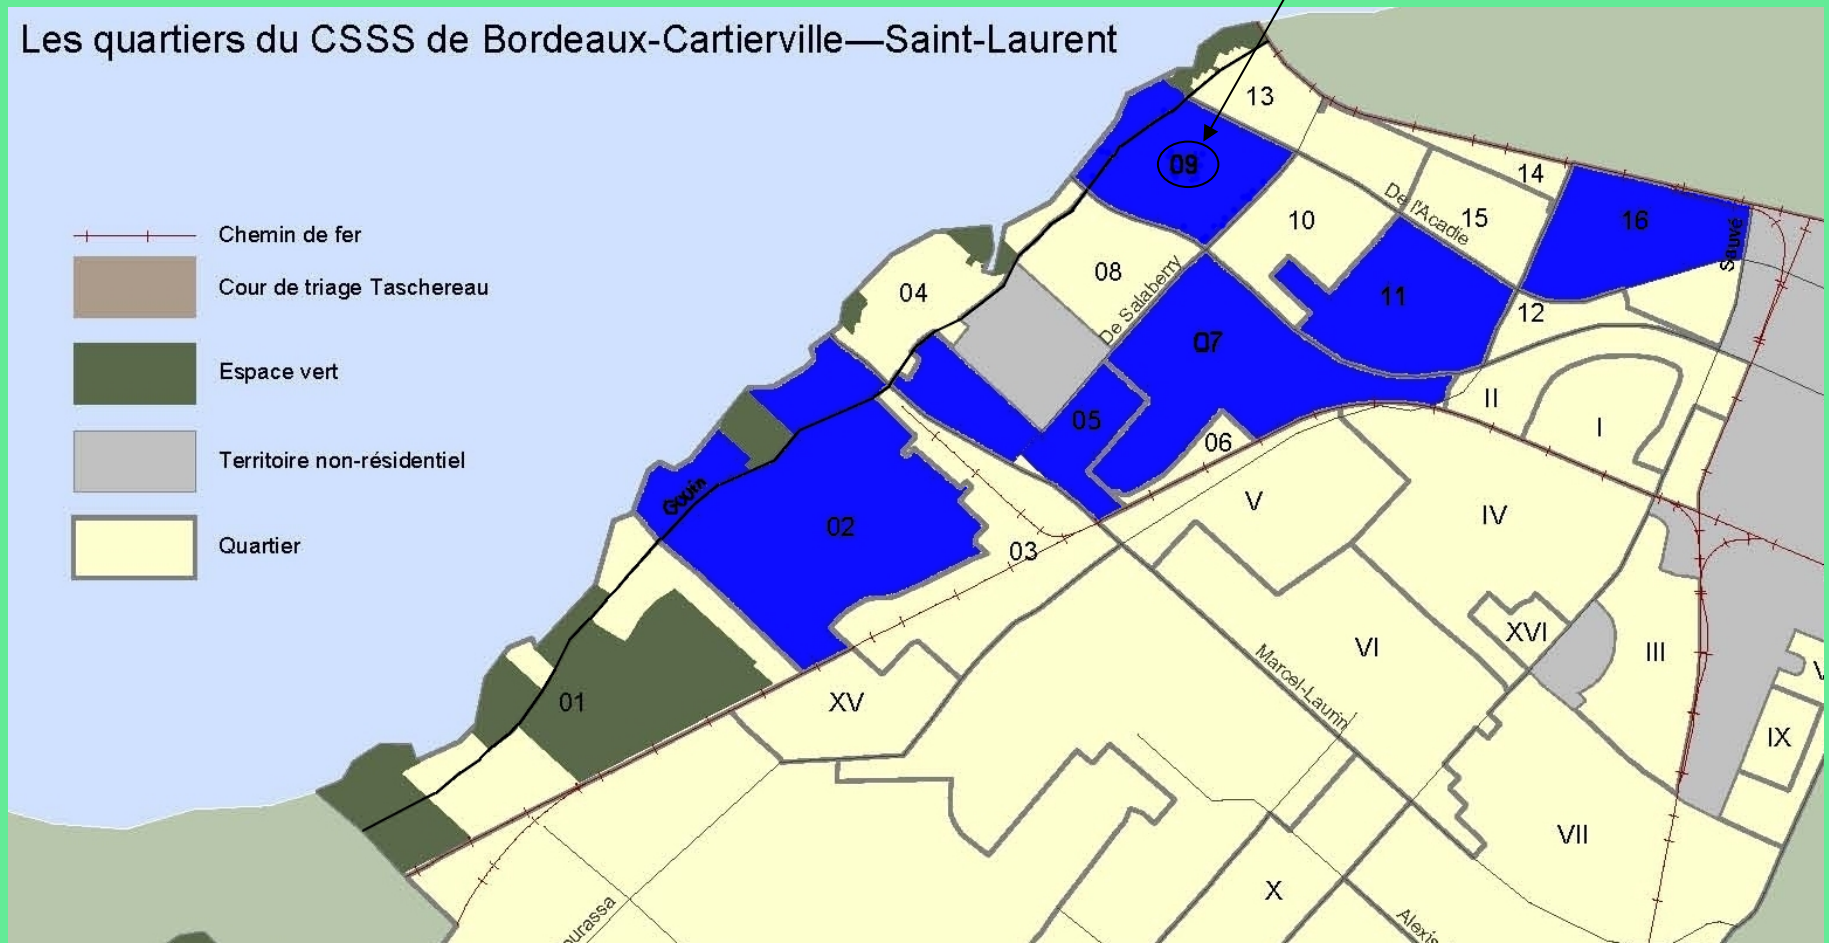 Les quartiers du CSSS de Bordeaux-Cartierville—Saint-Laurent
Chemin de fer
Cour de triage Taschereau
Espace vert
Territoire non-résidentiel
Quartier
13
09
14
De l'Acadie
15
16
Sauvé
10
08
De Salaberry
04
11
12
07
II
I
05
06
Gouin
02
03
V
IV
XVI
III
VI
Marcel-Laurin
01
XV
IX
VII
X